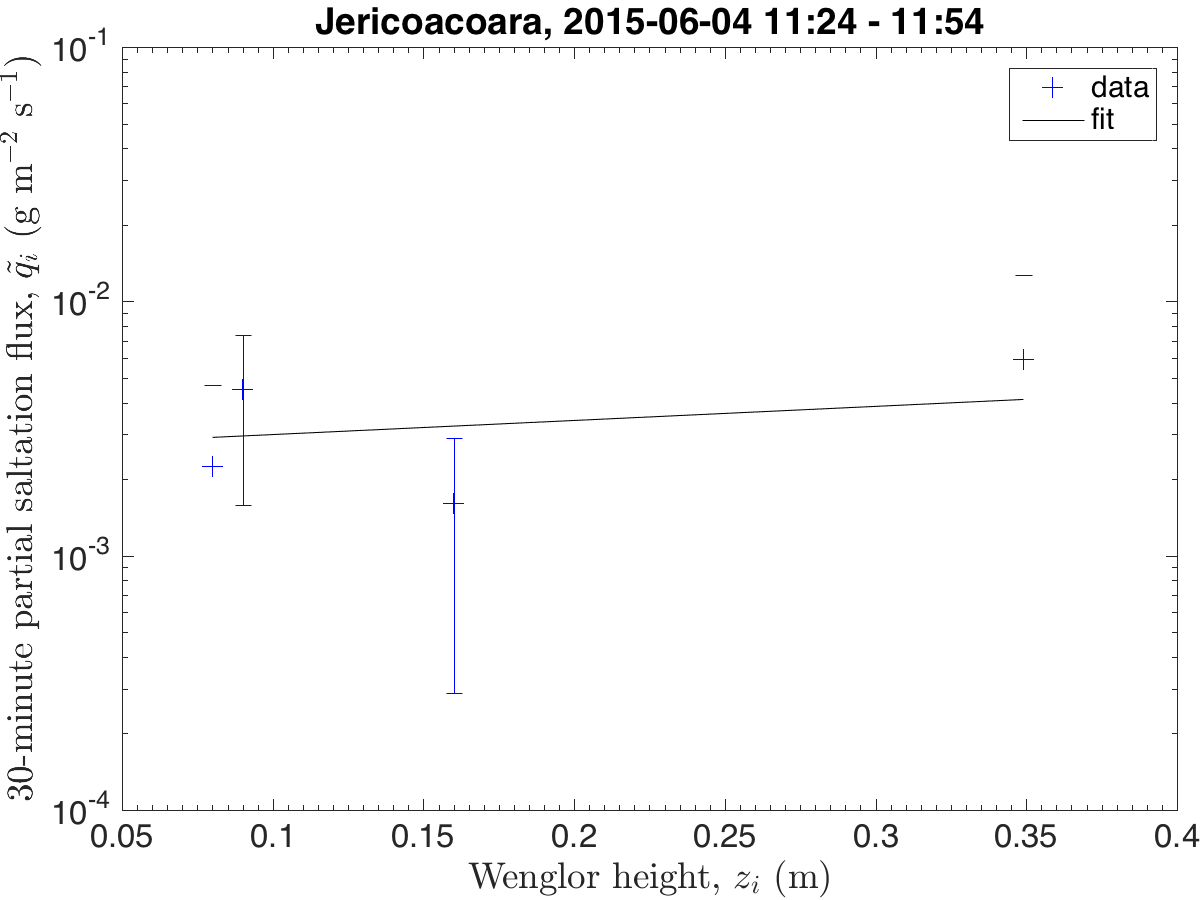 Jericoacoara, 2015-06-04 11:24 - 11:54
data
fit
30-minute partial saltation flux, q̃ᵢ (g m⁻² s⁻¹)
10⁻¹
10⁻²
10⁻³
10⁻⁴
0.05 0.1 0.15 0.2 0.25 0.3 0.35 0.4
Wenglor height, zᵢ (m)